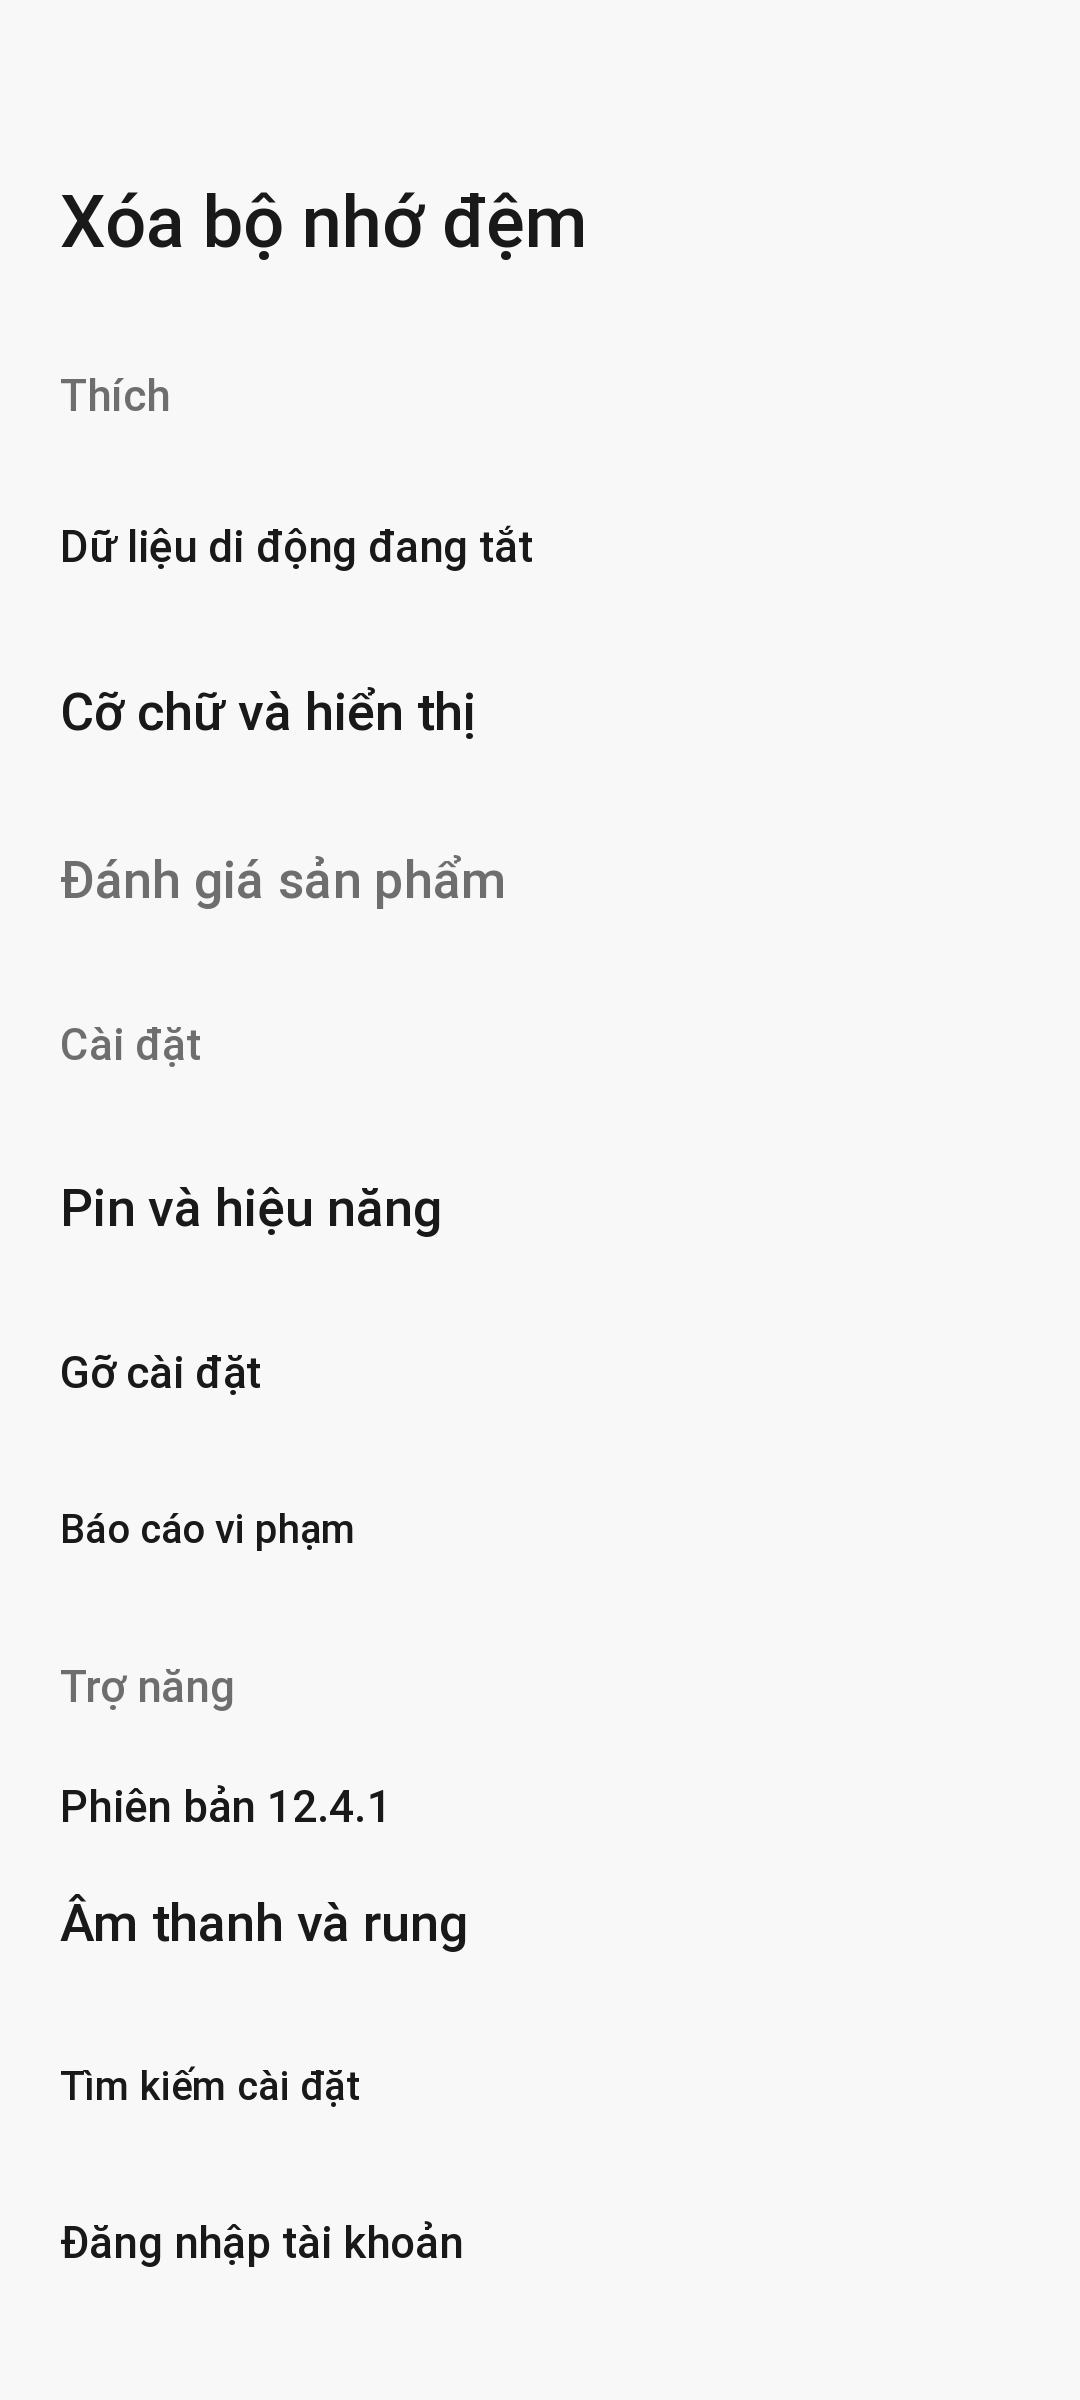 Xóa bộ nhớ đệm
Thích
Dữ liệu di động đang tắt
Cỡ chữ và hiển thị
Đánh giá sản phẩm
Cài đặt
Pin và hiệu năng
Gỡ cài đặt
Báo cáo vi phạm
Trợ năng
Phiên bản 12.4.1
Âm thanh và rung
Tìm kiếm cài đặt
Đăng nhập tài khoản